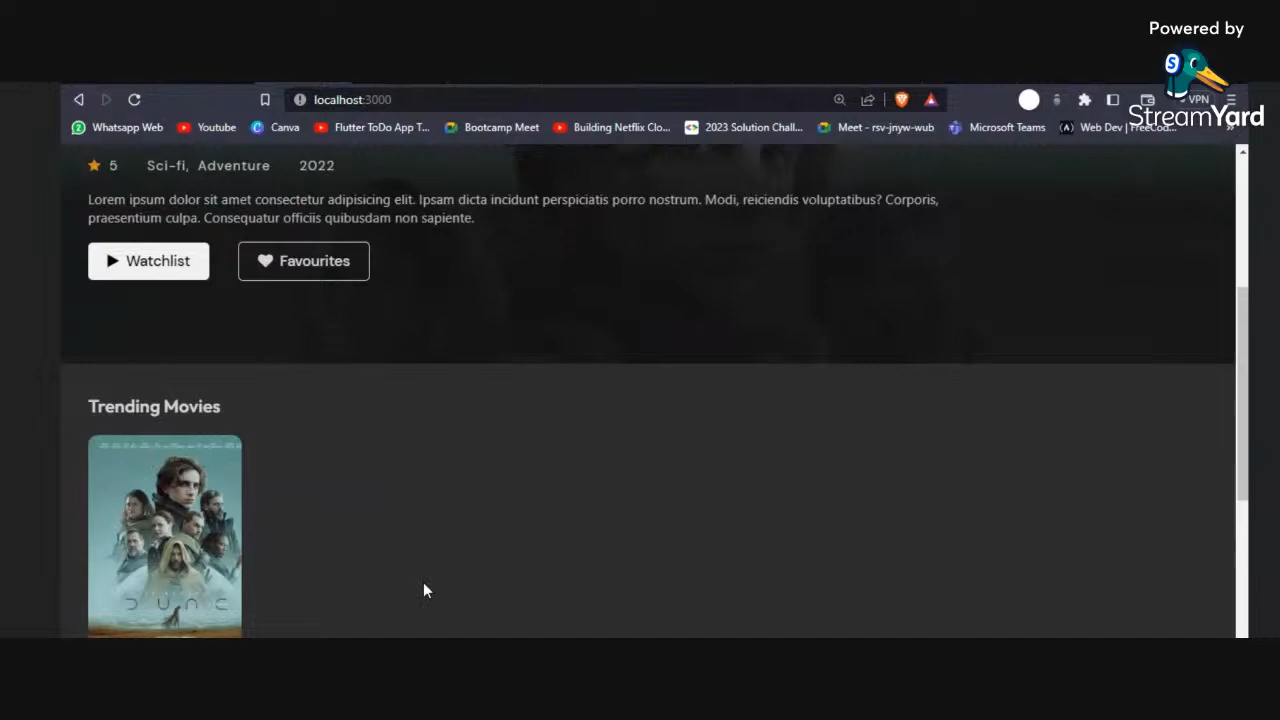 Powered by
S
StreamYard
localhost:3000
VPN
Whatsapp Web
Youtube
Canva
Flutter ToDo App T...
Bootcamp Meet
Building Netflix Clo...
2023 Solution Chall...
Meet - rsv-jnyw-wub
Microsoft Teams
(A) Web Dev | FreeCod...
5 Sci-fi, Adventure 2022
Lorem ipsum dolor sit amet consectetur adipisicing elit. Ipsam dicta incidunt perspiciatis porro nostrum. Modi, reiciendis voluptatibus? Corporis,
praesentium culpa. Consequatur officiis quibusdam non sapiente.
Watchlist
Favourites
Trending Movies
DUNE